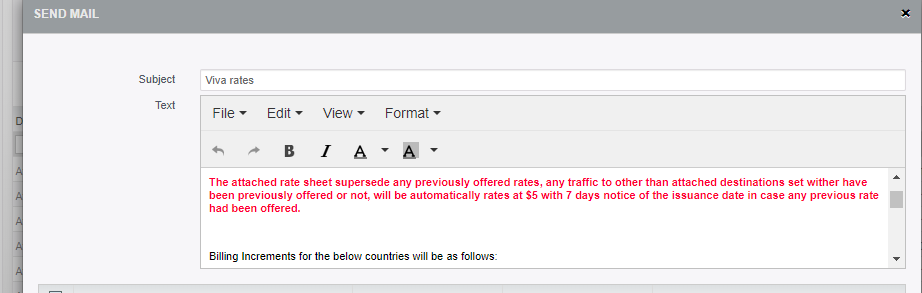 SEND MAIL
Subject
Viva rates
Text
File Edit View Format
B I A A
The attached rate sheet supersede any previously offered rates, any traffic to other than attached destinations set wither have
been previously offered or not, will be automatically rates at $5 with 7 days notice of the issuance date in case any previous rate
had been offered.
Billing Increments for the below countries will be as follows:
D
A
A
A
A
A